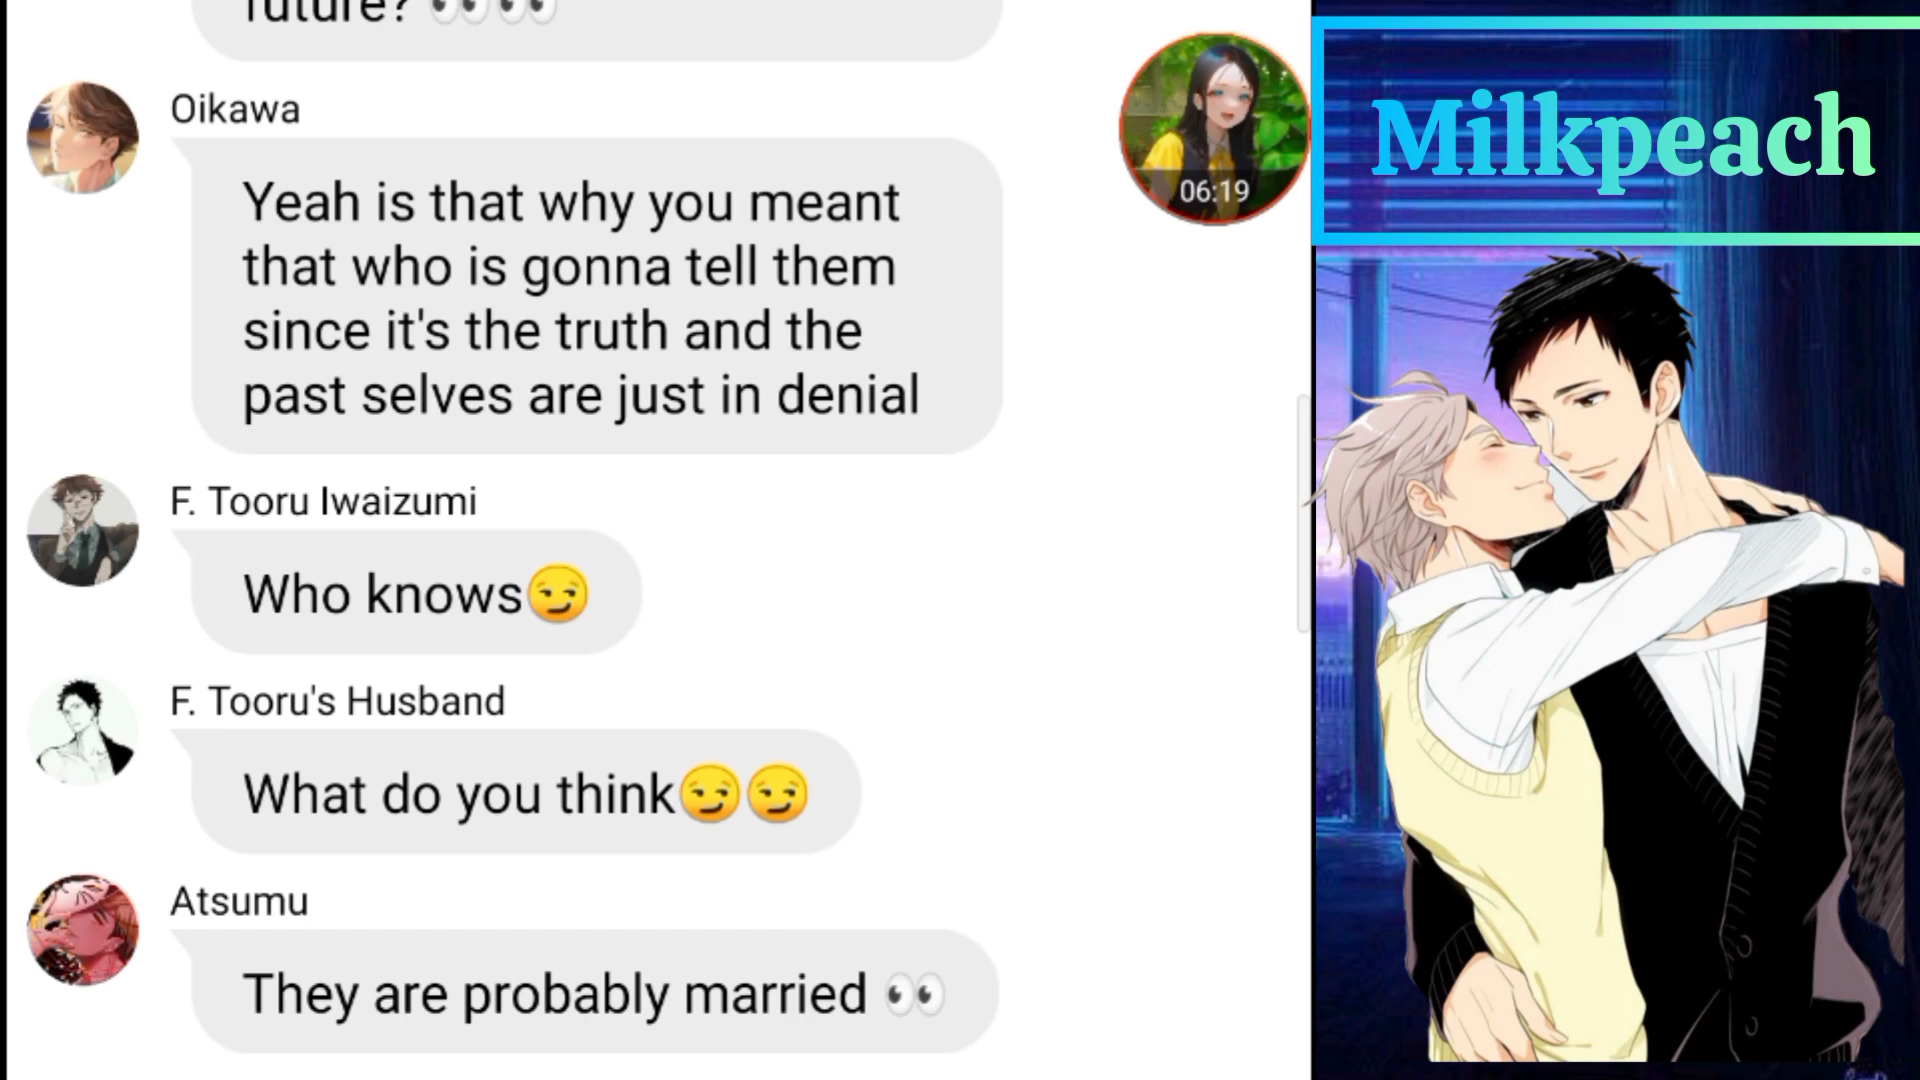 future? 👀👀
Oikawa
Yeah is that why you meant
that who is gonna tell them
since it's the truth and the
past selves are just in denial
F. Tooru Iwaizumi
Who knows😏
F. Tooru's Husband
What do you think😏😏
Atsumu
They are probably married 👀
06:19
Milkpeach